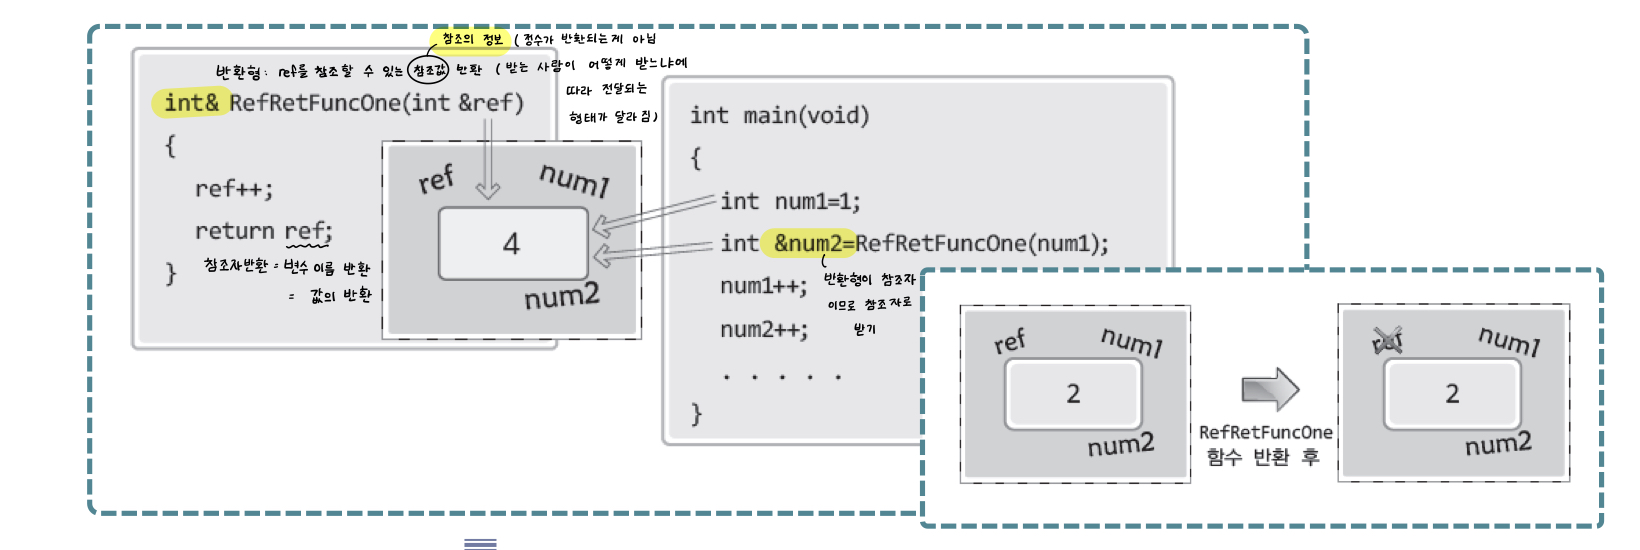 참조의 정보 (정수가 반환되는게 아님
반환형: ref를 참조할 수 있는 참조값 반환 (받는 사람이 어떻게 받느냐에
따라 전달되는
형태가 달라짐)
int& RefRetFuncOne(int &ref)
{
ref++;
return ref;
참조자반환 = 변수 이름 반환
= 값의 반환
}
ref
num1
4
num2
int main(void)
{
int num1=1;
int &num2=RefRetFuncOne(num1);
num1++;
반환형이 참조자
이므로 참조자로
받기
num2++;
. . . . .
}
ref
num1
2
num2
RefRetFuncOne
함수 반환 후
ref
num1
2
num2